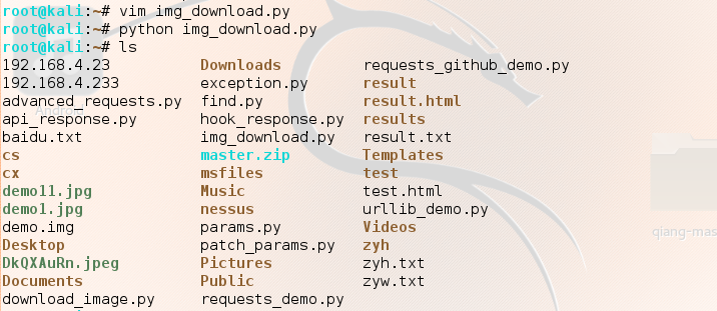 root@kali:~# vim img_download.py
root@kali:~# python img_download.py
root@kali:~# ls
192.168.4.23 Downloads requests_github_demo.py
192.168.4.233 exception.py result
advanced_requests.py find.py result.html
api_response.py hook_response.py results
baidu.txt img_download.py result.txt
cs master.zip Templates
cx msfiles test
demo11.jpg Music test.html
demo1.jpg nessus urllib_demo.py
demo.img params.py Videos
Desktop patch_params.py zyh
DkQXAuRn.jpeg Pictures zyh.txt
Documents Public zyw.txt
download_image.py requests_demo.py
qiang-mas